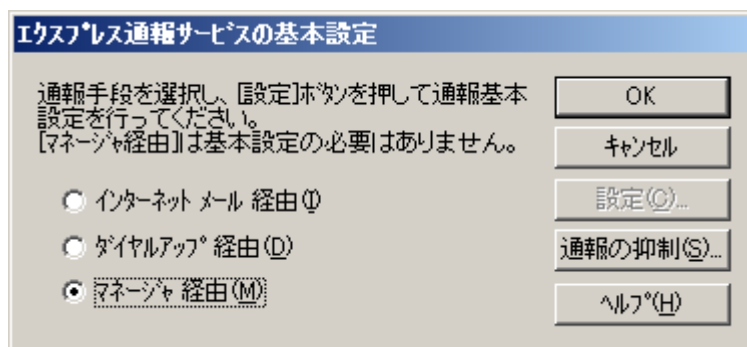 エクスプレス通報サービスの基本設定
通報手段を選択し、[設定]ボタンを押して通報基本
設定を行ってください。
[マネージャ経由]は基本設定の必要はありません。
OK
キャンセル
設定(C)...
通報の抑制(S)...
ヘルプ(H)
インターネット メール 経由(I)
ダイヤルアップ 経由(D)
マネージャ 経由(M)